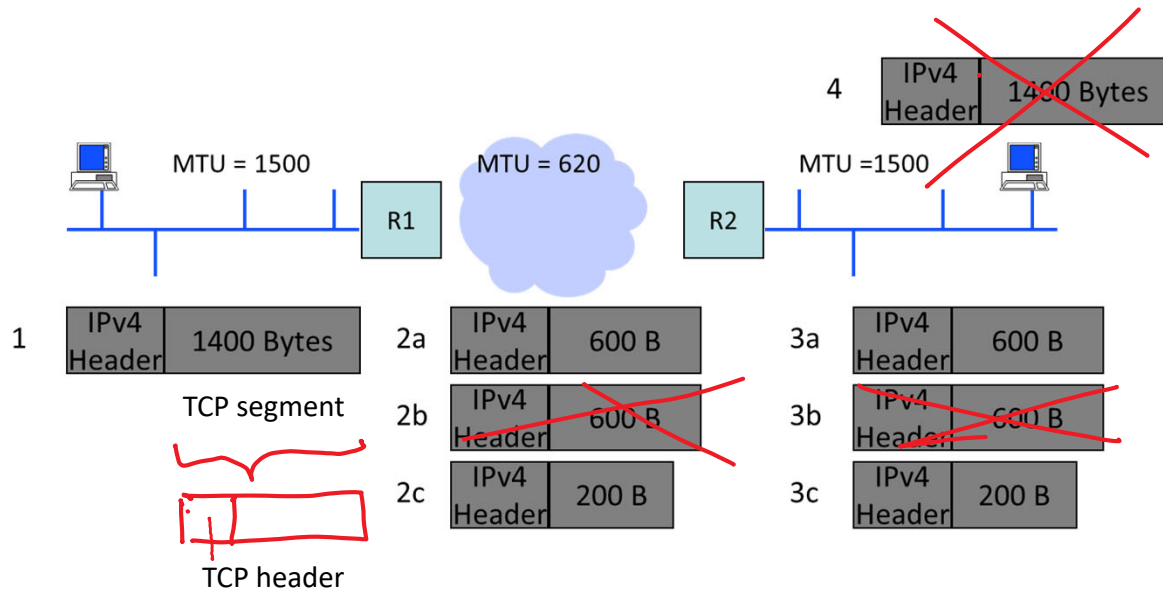 4
IPv4
Header
1400 Bytes
MTU = 1500
MTU = 620
MTU =1500
R1
R2
1
IPv4
Header
1400 Bytes
2a
IPv4
Header
600 B
3a
IPv4
Header
600 B
TCP segment
2b
IPv4
Header
600 B
3b
IPv4
Header
600 B
2c
IPv4
Header
200 B
3c
IPv4
Header
200 B
TCP header